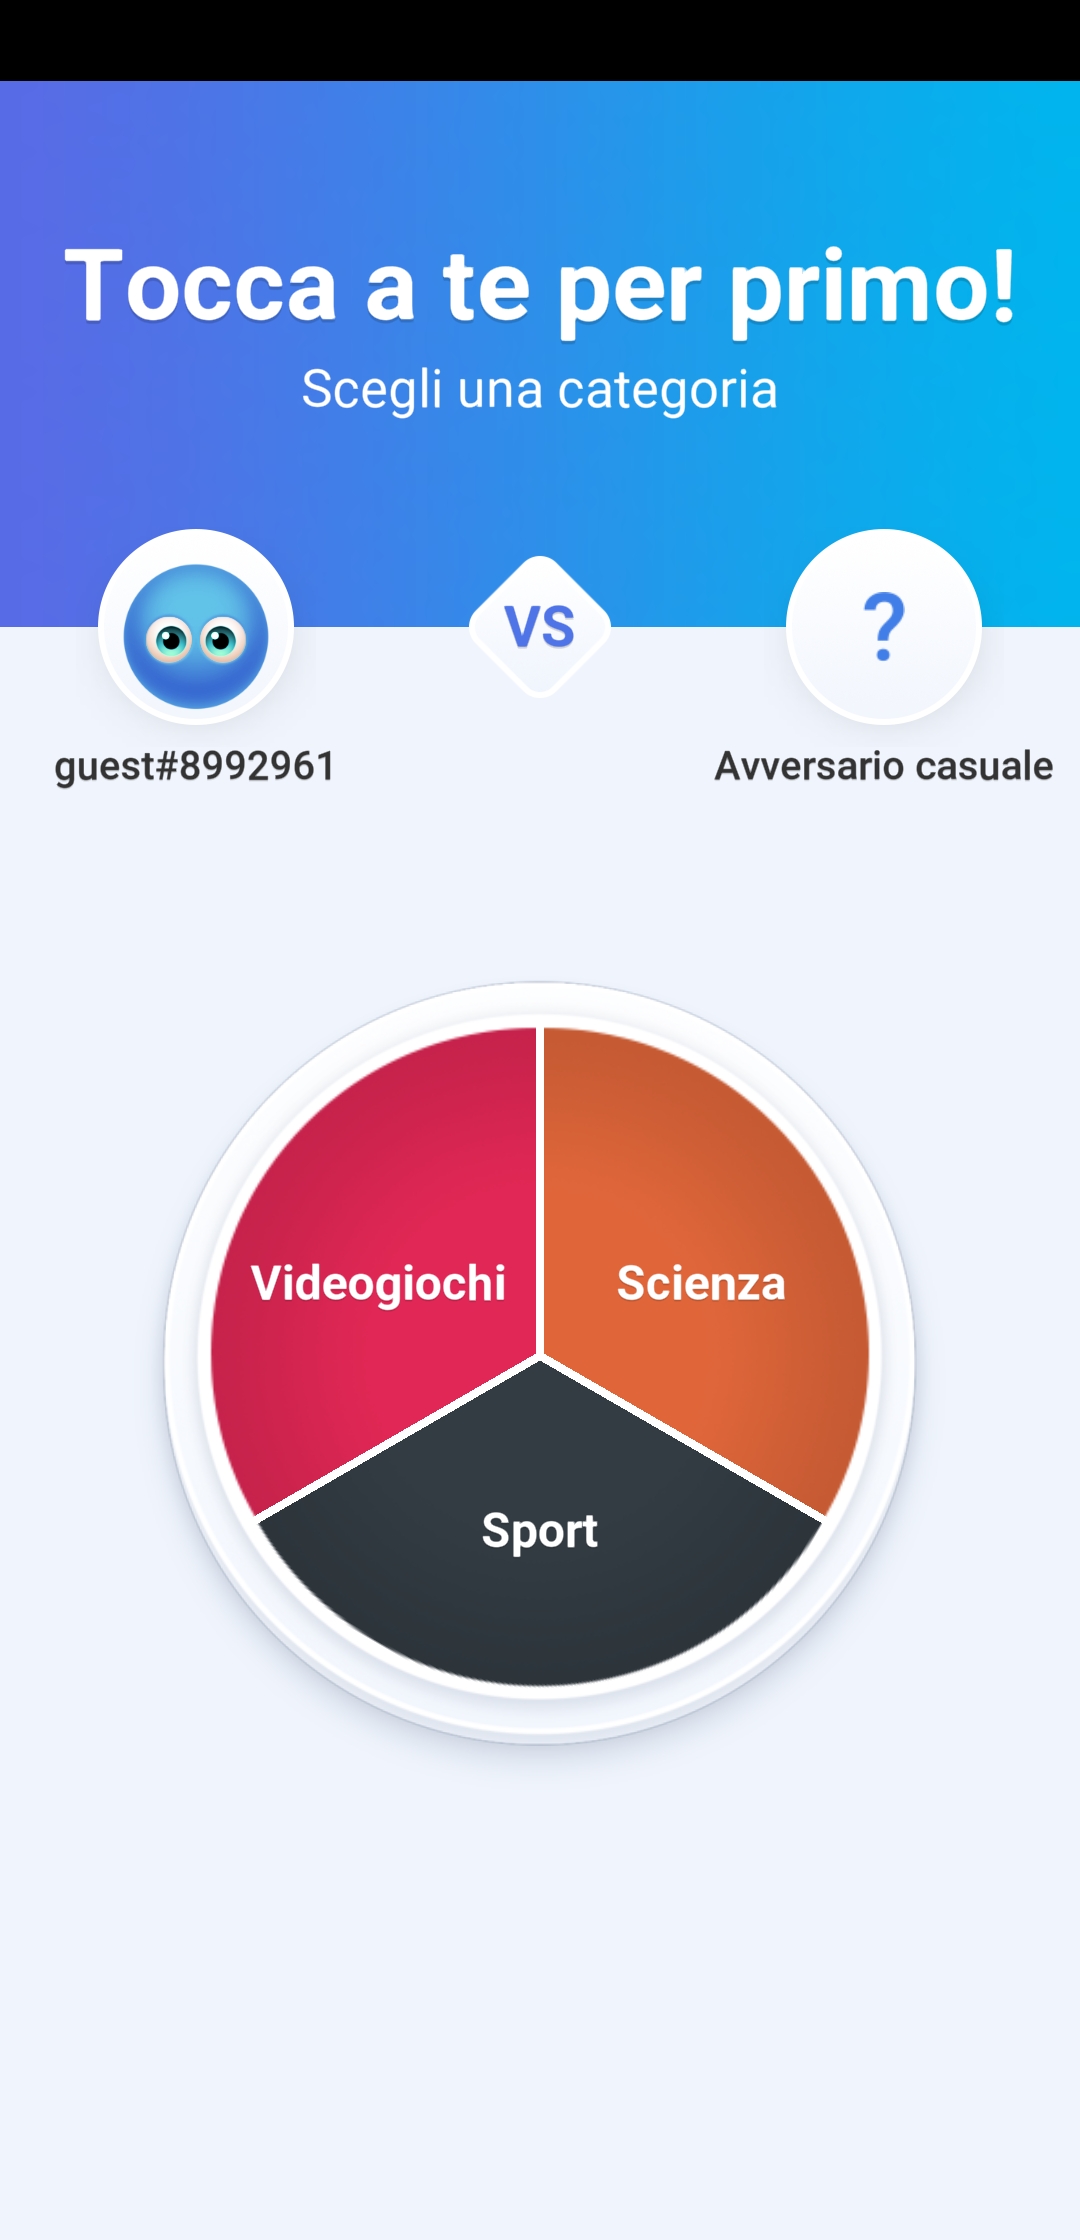 Tocca a te per primo!
Scegli una categoria
VS
?
guest#8992961
Avversario casuale
Videogiochi
Scienza
Sport